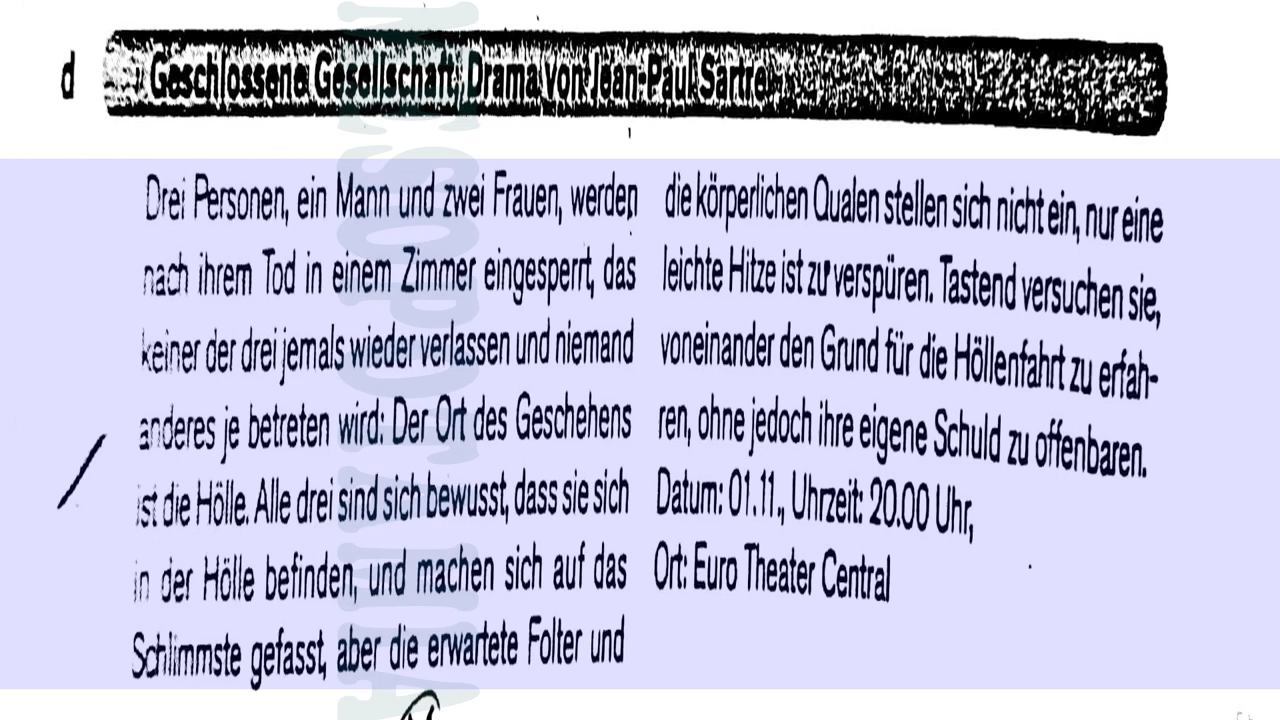 d
Geschlossene Gesellschaft, Drama von Jean-Paul Sartre
Drei Personen, ein Mann und zwei Frauen, werden
nach ihrem Tod in einem Zimmer eingesperrt, das
keiner der drei jemals wieder verlassen und niemand
anderes je betreten wird: Der Ort des Geschehens
ist die Hölle. Alle drei sind sich bewusst, dass sie sich
in der Hölle befinden, und machen sich auf das
Schlimmste gefasst, aber die erwartete Folter und
die körperlichen Qualen stellen sich nicht ein, nur eine
leichte Hitze ist zu verspüren. Tastend versuchen sie,
voneinander den Grund für die Höllenfahrt zu erfah-
ren, ohne jedoch ihre eigene Schuld zu offenbaren.
Datum: 01.11., Uhrzeit: 20.00 Uhr,
Ort: Euro Theater Central